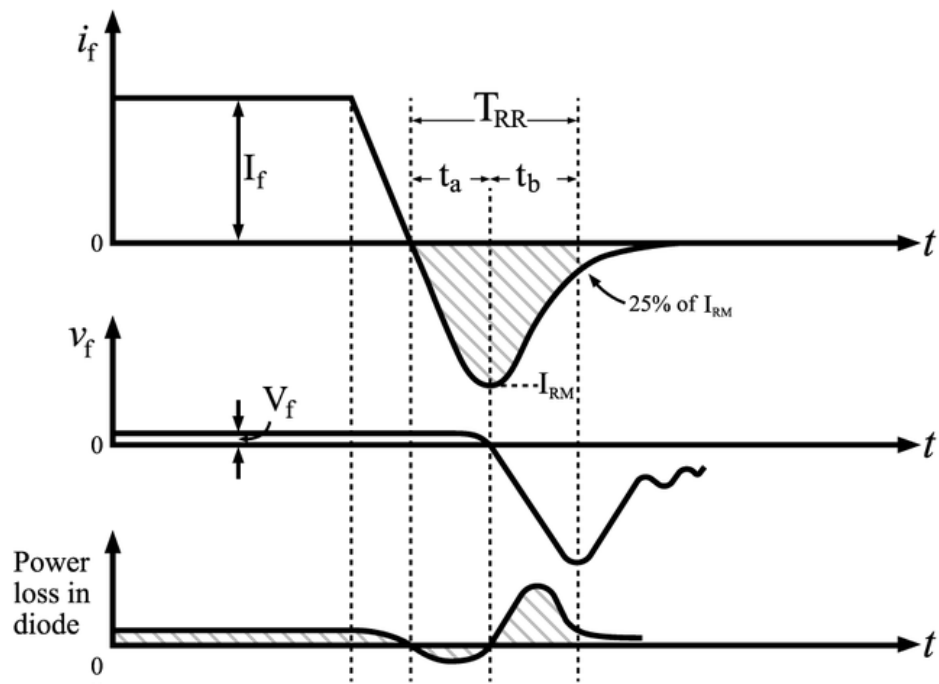 i_f
T_RR
I_f
t_a
t_b
0
t
25% of I_RM
v_f
I_RM
V_f
0
t
Power
loss in
diode
0
t